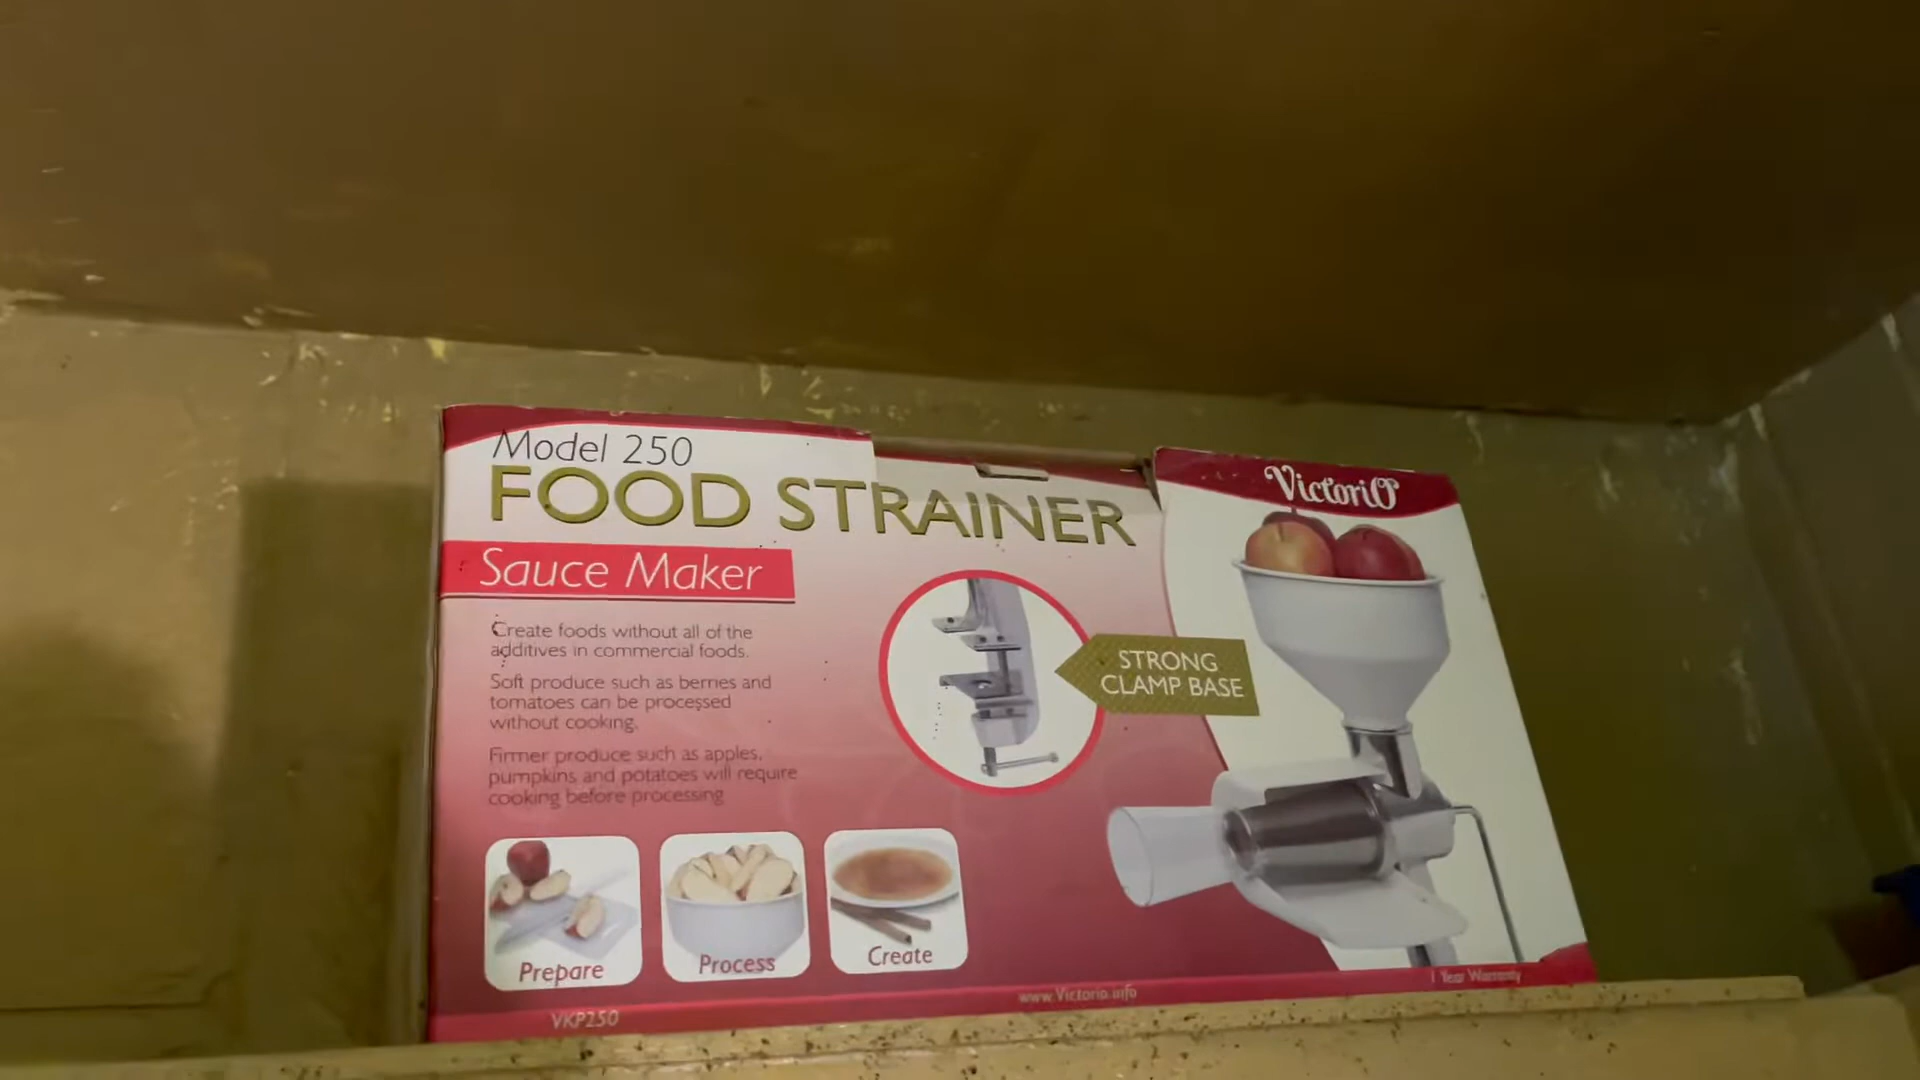 Model 250
FOOD STRAINER
VictoriO
Sauce Maker
Create foods without all of the
additives in commercial foods.
Soft produce such as berries and
tomatoes can be processed
without cooking.
Firmer produce such as apples,
pumpkins and potatoes will require
cooking before processing
STRONG
CLAMP BASE
Prepare
Process
Create
VKP250
www.Victorio.info
1 Year Warranty